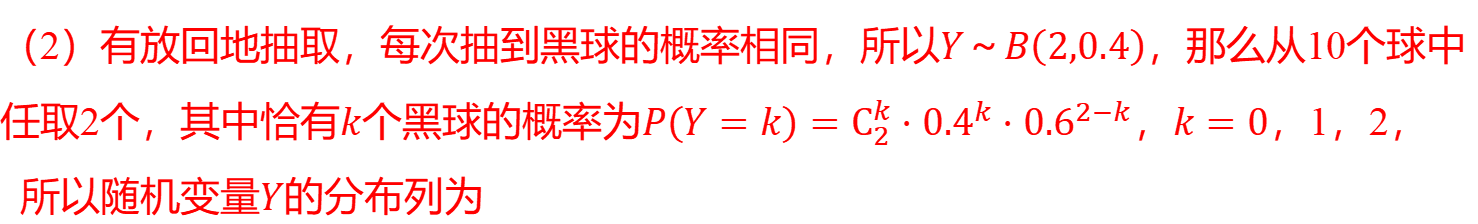 （2）有放回地抽取，每次抽到黑球的概率相同，所以Y ~ B(2,0.4)，那么从10个球中
任取2个，其中恰有k个黑球的概率为P(Y = k) = C₂ᵏ · 0.4ᵏ · 0.6²⁻ᵏ，k = 0，1，2，
所以随机变量Y的分布列为